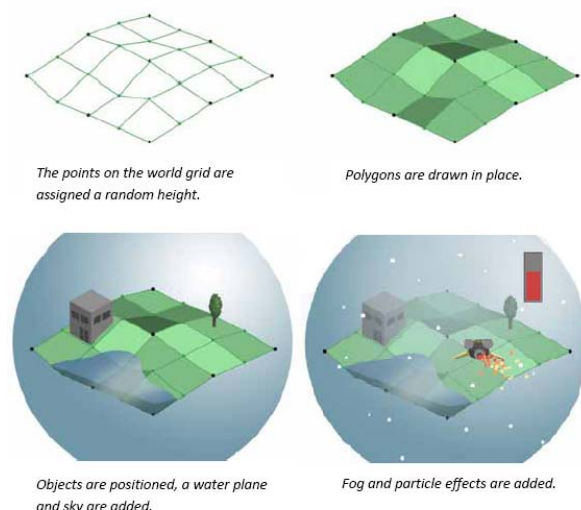 The points on the world grid are
assigned a random height.
Polygons are drawn in place.
Objects are positioned, a water plane
and sky are added.
Fog and particle effects are added.